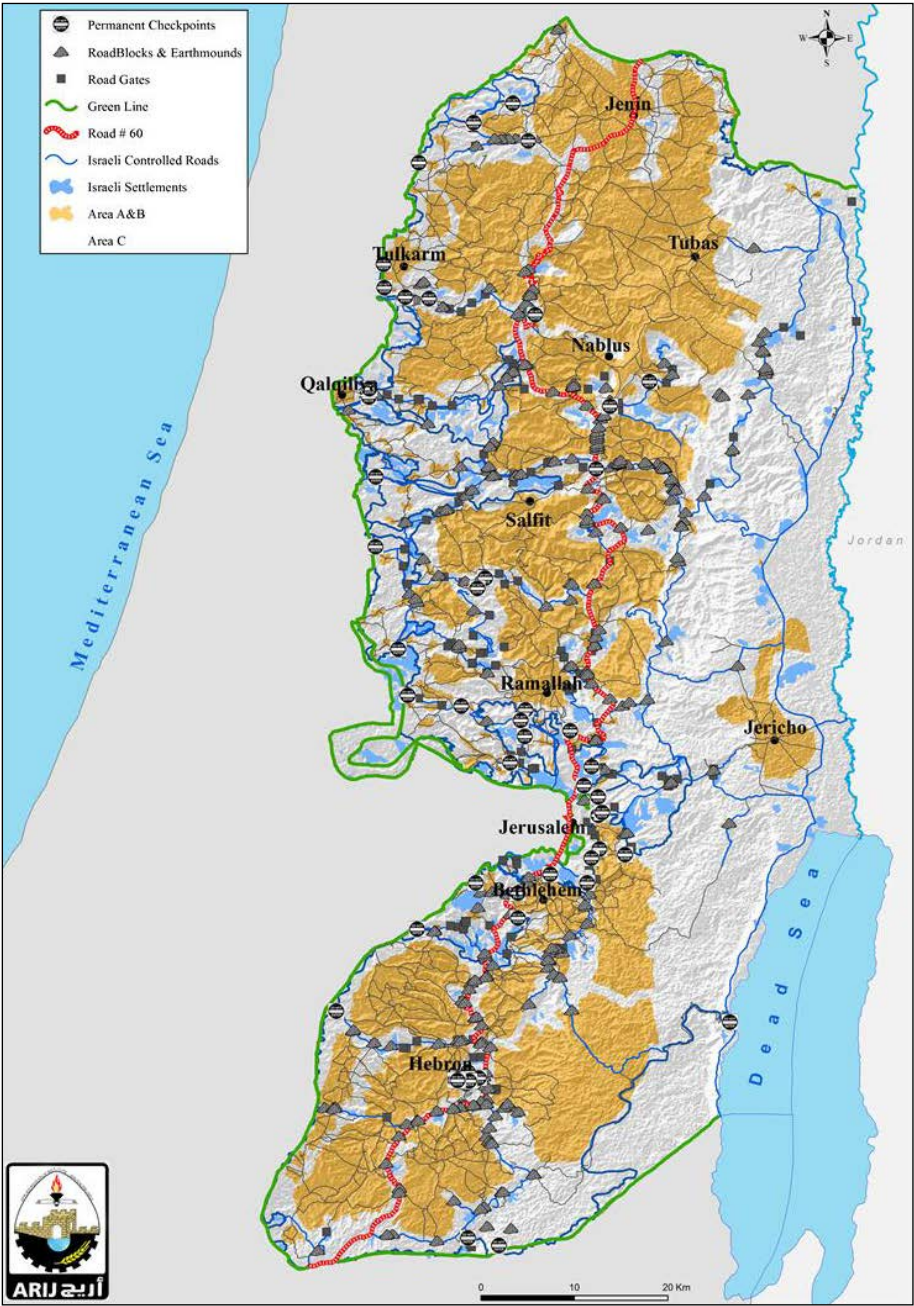 Permanent Checkpoints
RoadBlocks & Earthmounds
Road Gates
Green Line
Road # 60
Israeli Controlled Roads
Israeli Settlements
Area A&B
Area C
N
W
E
S
Jenin
Tulkarm
Tubas
Nablus
Qalqiliya
Salfit
Mediterranean Sea
Jordan
Ramallah
Jericho
Jerusalem
Bethlehem
Dead Sea
Hebron
ARIJ أريج
0 10 20 Km